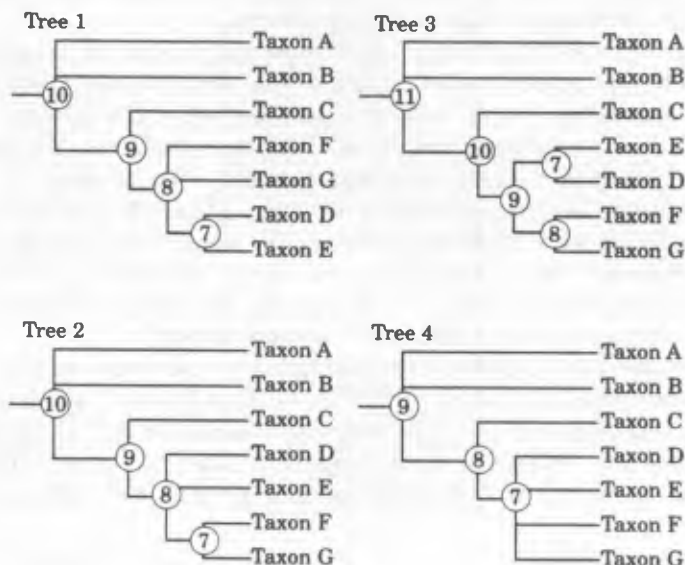 Tree 1
Taxon A
Taxon B
10
Taxon C
9
Taxon F
8
Taxon G
Taxon D
7
Taxon E
Tree 3
Taxon A
Taxon B
11
Taxon C
10
Taxon E
7
Taxon D
9
Taxon F
8
Taxon G
Tree 2
Taxon A
Taxon B
10
Taxon C
9
Taxon D
8
Taxon E
Taxon F
7
Taxon G
Tree 4
Taxon A
Taxon B
9
Taxon C
8
Taxon D
7
Taxon E
Taxon F
Taxon G